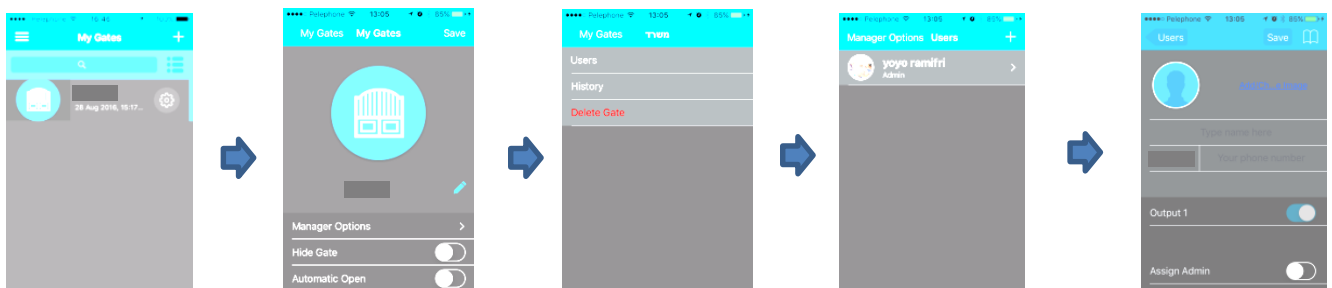 16:46
My Gates +
28 Aug 2016, 15:17...
Pelephone 13:05 85%
My Gates My Gates Save
Manager Options >
Hide Gate
Automatic Open
Pelephone 13:05 85%
My Gates משרד
Users
History
Delete Gate
Pelephone 13:05 85%
Manager Options Users +
yoyo ramifri
Admin
Pelephone 13:05 85%
Users Save
Type name here
Your phone number
Output 1
Assign Admin